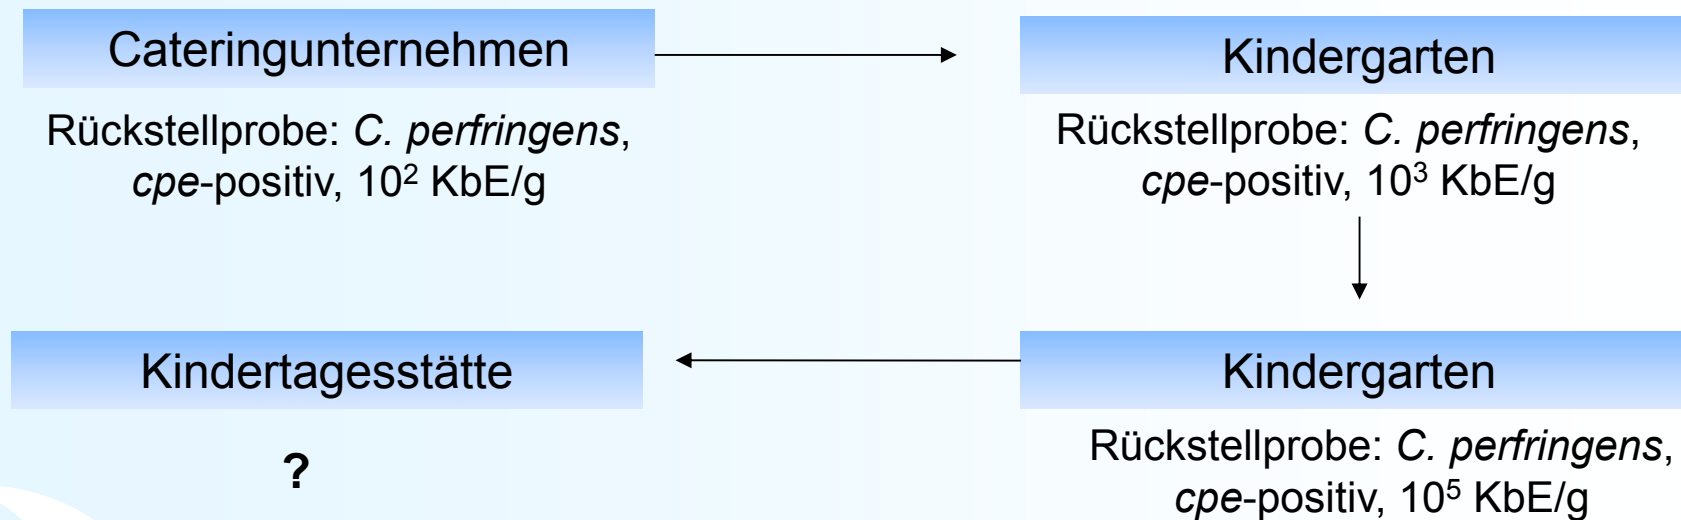 Cateringunternehmen
Rückstellprobe: C. perfringens,
cpe-positiv, 10² KbE/g
Kindergarten
Rückstellprobe: C. perfringens,
cpe-positiv, 10³ KbE/g
Kindertagesstätte
?
Kindergarten
Rückstellprobe: C. perfringens,
cpe-positiv, 10⁵ KbE/g